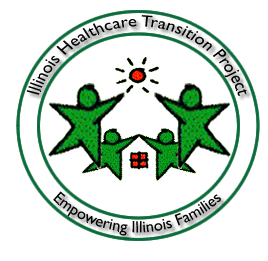 Illinois Healthcare Transition Project
Empowering Illinois Families